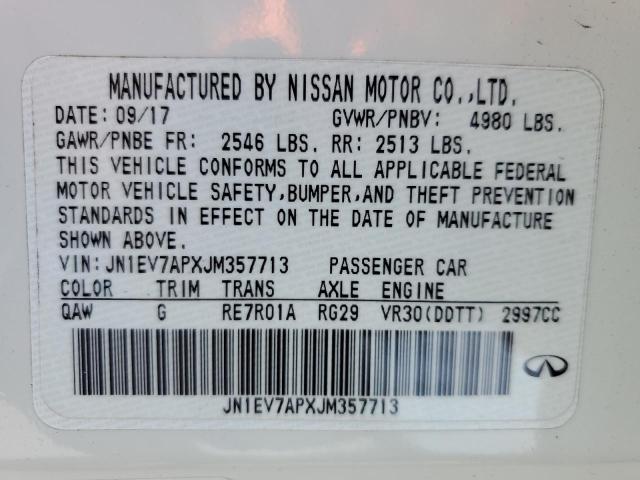 MANUFACTURED BY NISSAN MOTOR CO.,LTD.
DATE: 09/17 GVWR/PNBV: 4980 LBS.
GAWR/PNBE FR: 2546 LBS. RR: 2513 LBS.
THIS VEHICLE CONFORMS TO ALL APPLICABLE FEDERAL
MOTOR VEHICLE SAFETY,BUMPER,AND THEFT PREVENTION
STANDARDS IN EFFECT ON THE DATE OF MANUFACTURE
SHOWN ABOVE.
VIN:JN1EV7APXJM357713 PASSENGER CAR
COLOR TRIM TRANS AXLE ENGINE
QAW G RE7R01A RG29 VR30(DDTT) 2997CC
JN1EV7APXJM357713